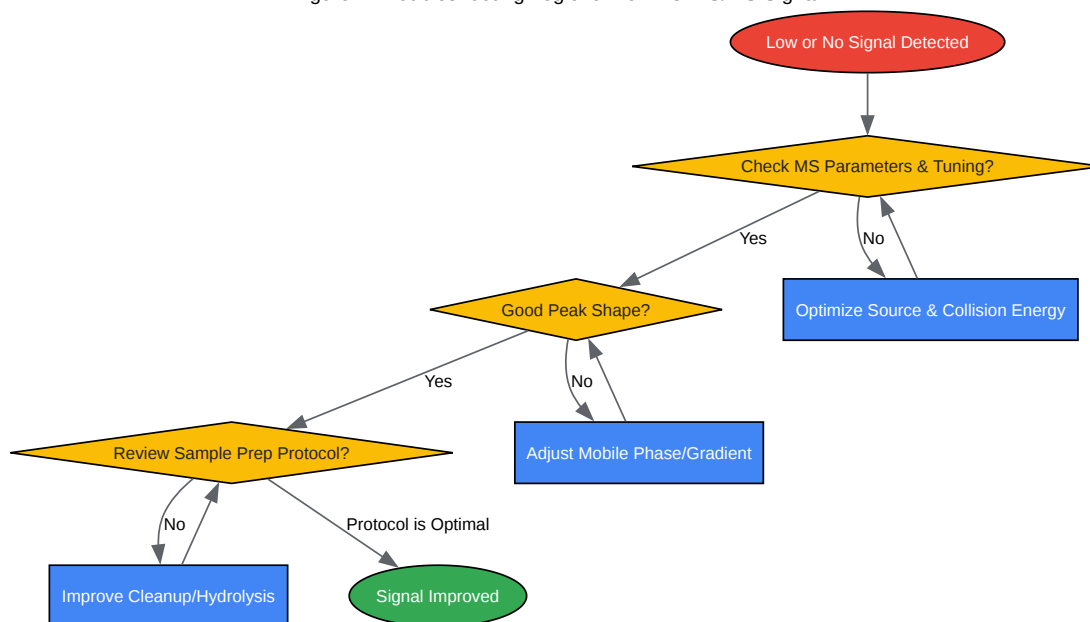 Low or No Signal Detected
Check MS Parameters & Tuning?
Yes
No
Good Peak Shape?
Optimize Source & Collision Energy
Yes
No
Review Sample Prep Protocol?
Adjust Mobile Phase/Gradient
No
Protocol is Optimal
Improve Cleanup/Hydrolysis
Signal Improved